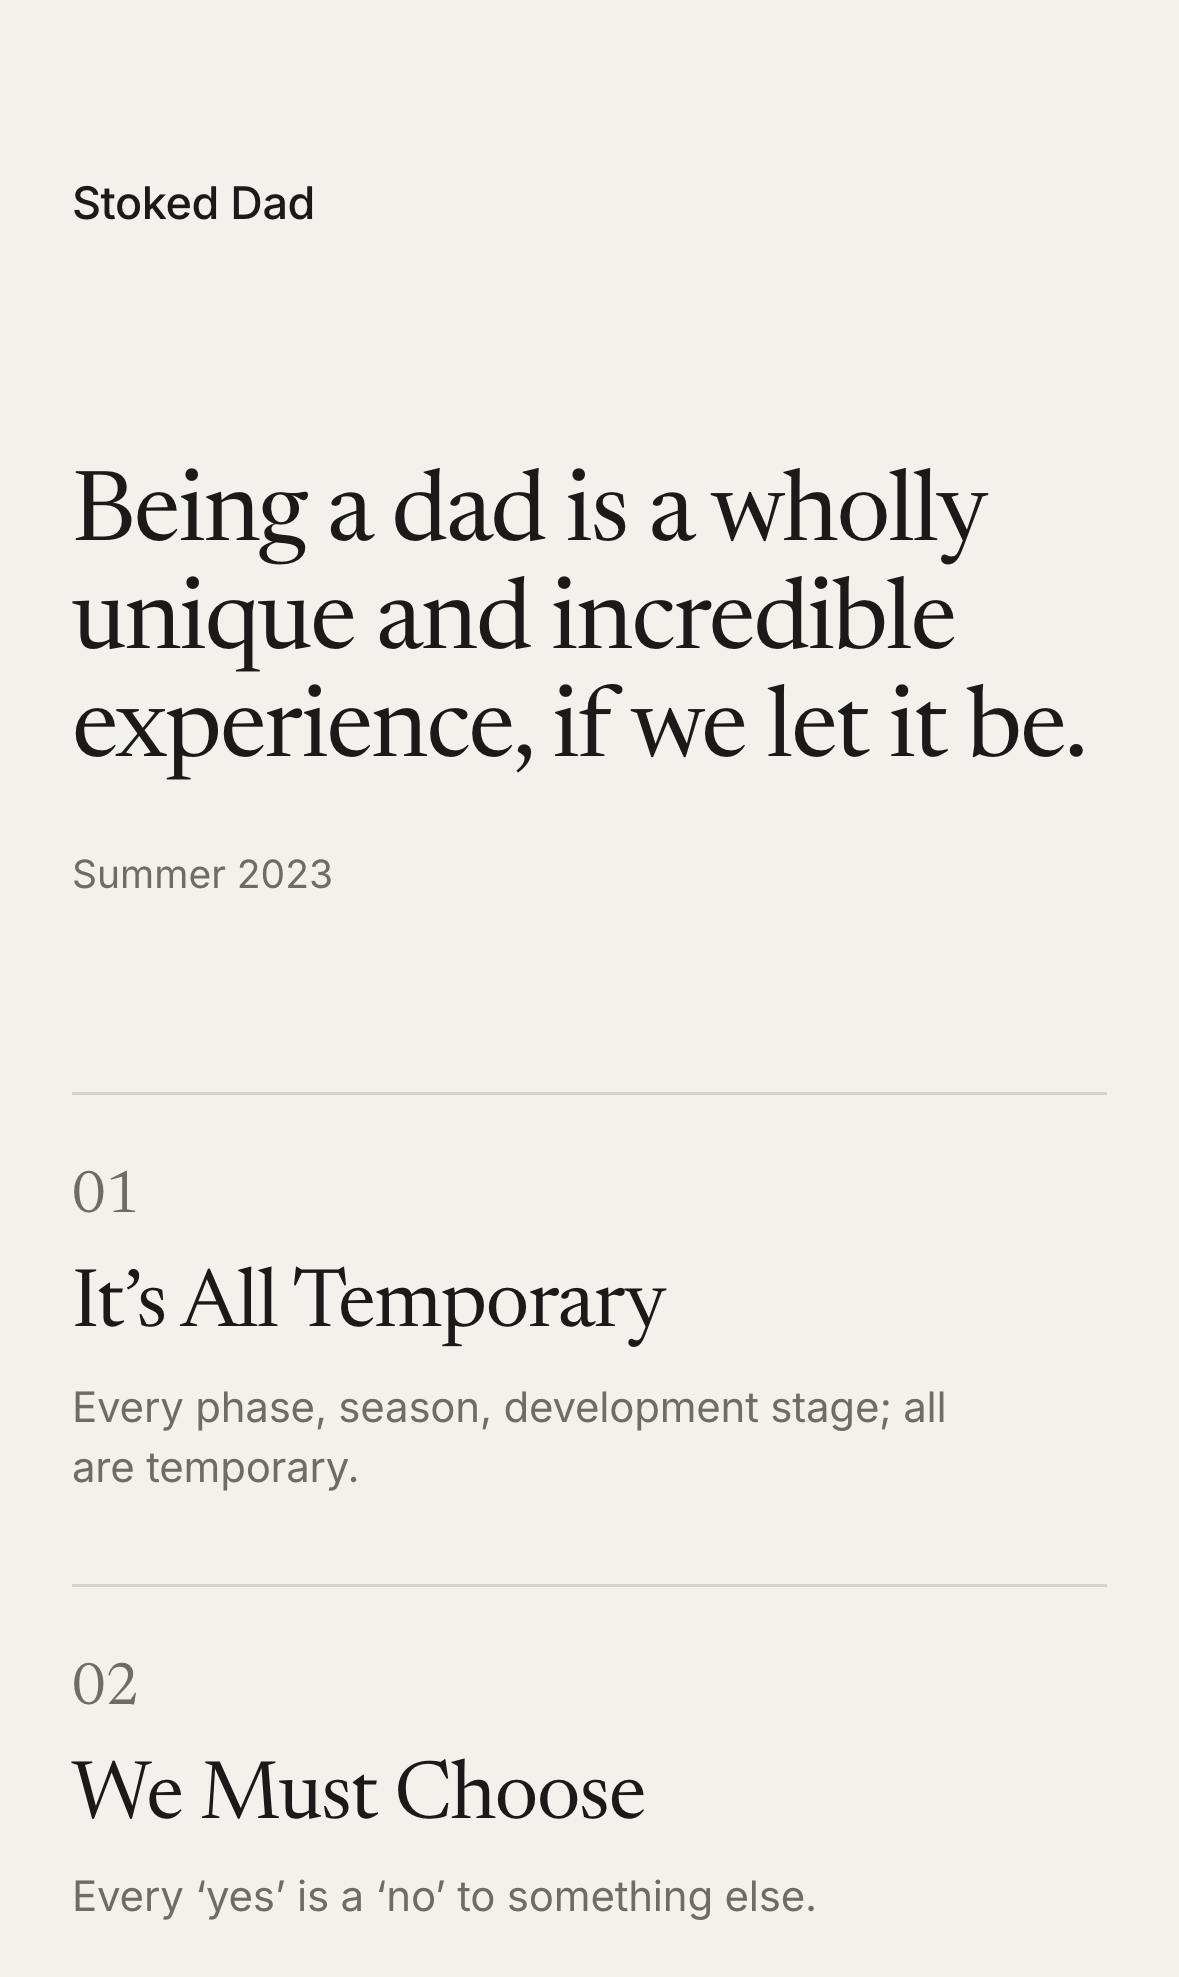 Stoked Dad
Being a dad is a wholly
unique and incredible
experience, if we let it be.
Summer 2023
01
It’s All Temporary
Every phase, season, development stage; all
are temporary.
02
We Must Choose
Every ‘yes’ is a ‘no’ to something else.